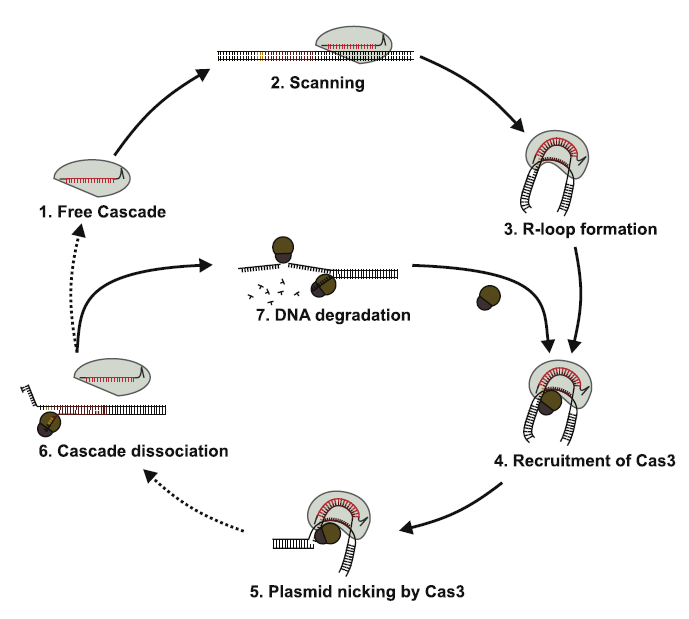 2. Scanning
1. Free Cascade
3. R-loop formation
7. DNA degradation
6. Cascade dissociation
4. Recruitment of Cas3
5. Plasmid nicking by Cas3